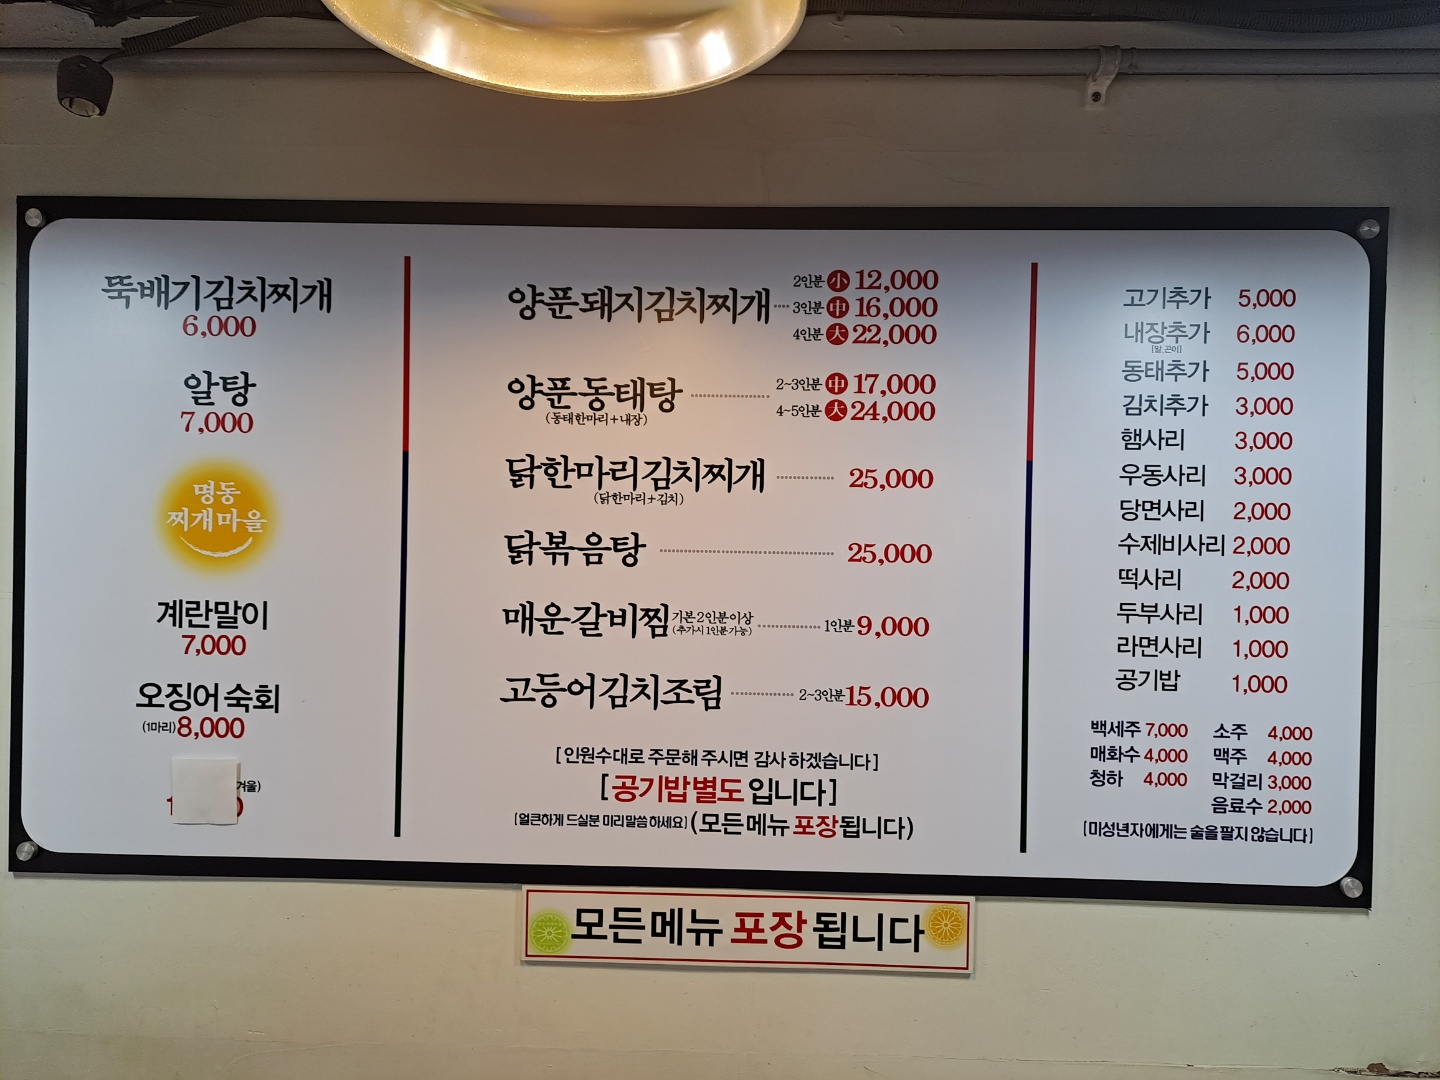 뚝배기김치찌개
6,000
알탕
7,000
명동
찌개마을
계란말이
7,000
오징어숙회
(1마리) 8,000
겨울)
양푼돼지김치찌개
2인분 小 12,000
3인분 中 16,000
4인분 大 22,000
양푼동태탕
(동태한마리+내장)
2~3인분 中 17,000
4~5인분 大 24,000
닭한마리김치찌개 25,000
(닭한마리+김치)
닭볶음탕 25,000
매운갈비찜 기본2인분이상 1인분 9,000
(추가시1인분가능)
고등어김치조림 2~3인분 15,000
[인원수대로 주문해 주시면 감사 하겠습니다]
[공기밥별도 입니다]
[얼큰하게 드실분 미리말씀하세요] (모든메뉴 포장됩니다)
고기추가 5,000
내장추가 6,000
[알,곤이]
동태추가 5,000
김치추가 3,000
햄사리 3,000
우동사리 3,000
당면사리 2,000
수제비사리 2,000
떡사리 2,000
두부사리 1,000
라면사리 1,000
공기밥 1,000
백세주 7,000 소주 4,000
매화수 4,000 맥주 4,000
청하 4,000 막걸리 3,000
음료수 2,000
[미성년자에게는 술을 팔지 않습니다]
모든메뉴 포장됩니다